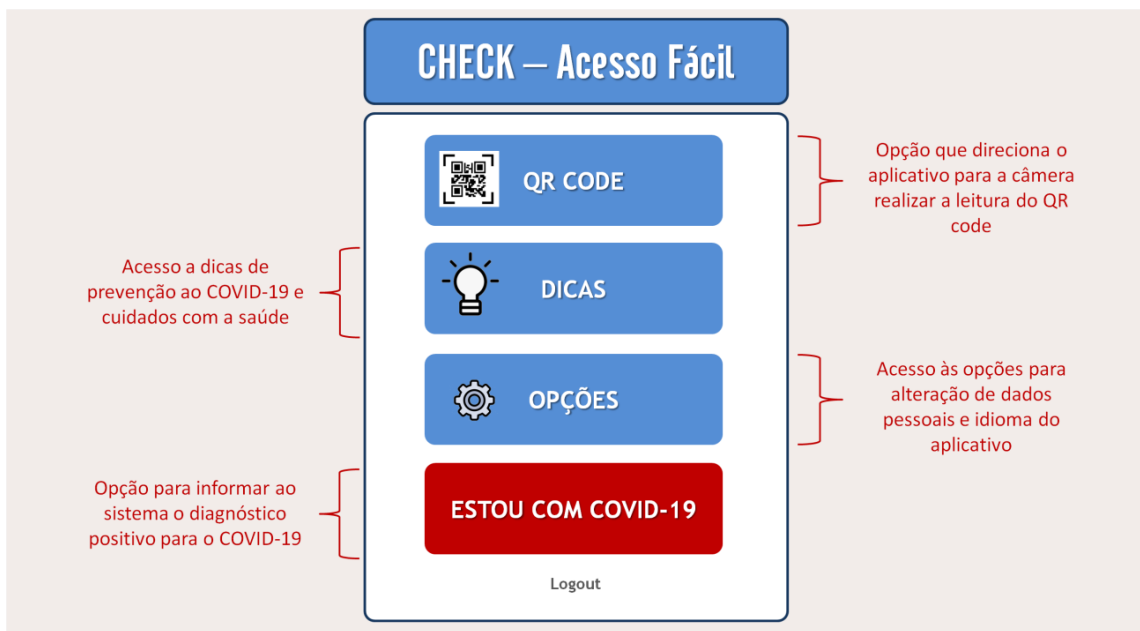 CHECK – Acesso Fácil
QR CODE
Opção que direciona o
aplicativo para a câmera
realizar a leitura do QR
code
Acesso a dicas de
prevenção ao COVID-19 e
cuidados com a saúde
DICAS
OPÇÕES
Acesso às opções para
alteração de dados
pessoais e idioma do
aplicativo
Opção para informar ao
sistema o diagnóstico
positivo para o COVID-19
ESTOU COM COVID-19
Logout